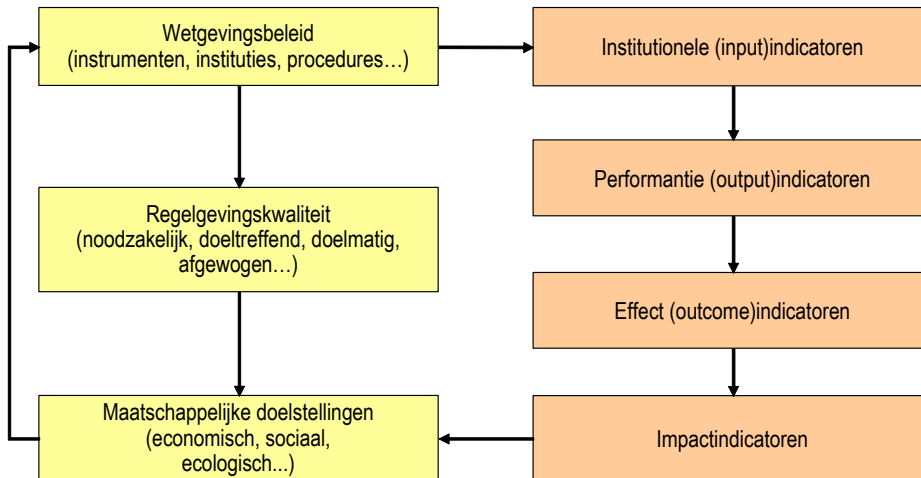 Wetgevingsbeleid
(instrumenten, instituties, procedures…)
Institutionele (input)indicatoren
Performantie (output)indicatoren
Regelgevingskwaliteit
(noodzakelijk, doeltreffend, doelmatig,
afgewogen…)
Effect (outcome)indicatoren
Maatschappelijke doelstellingen
(economisch, sociaal,
ecologisch...)
Impactindicatoren